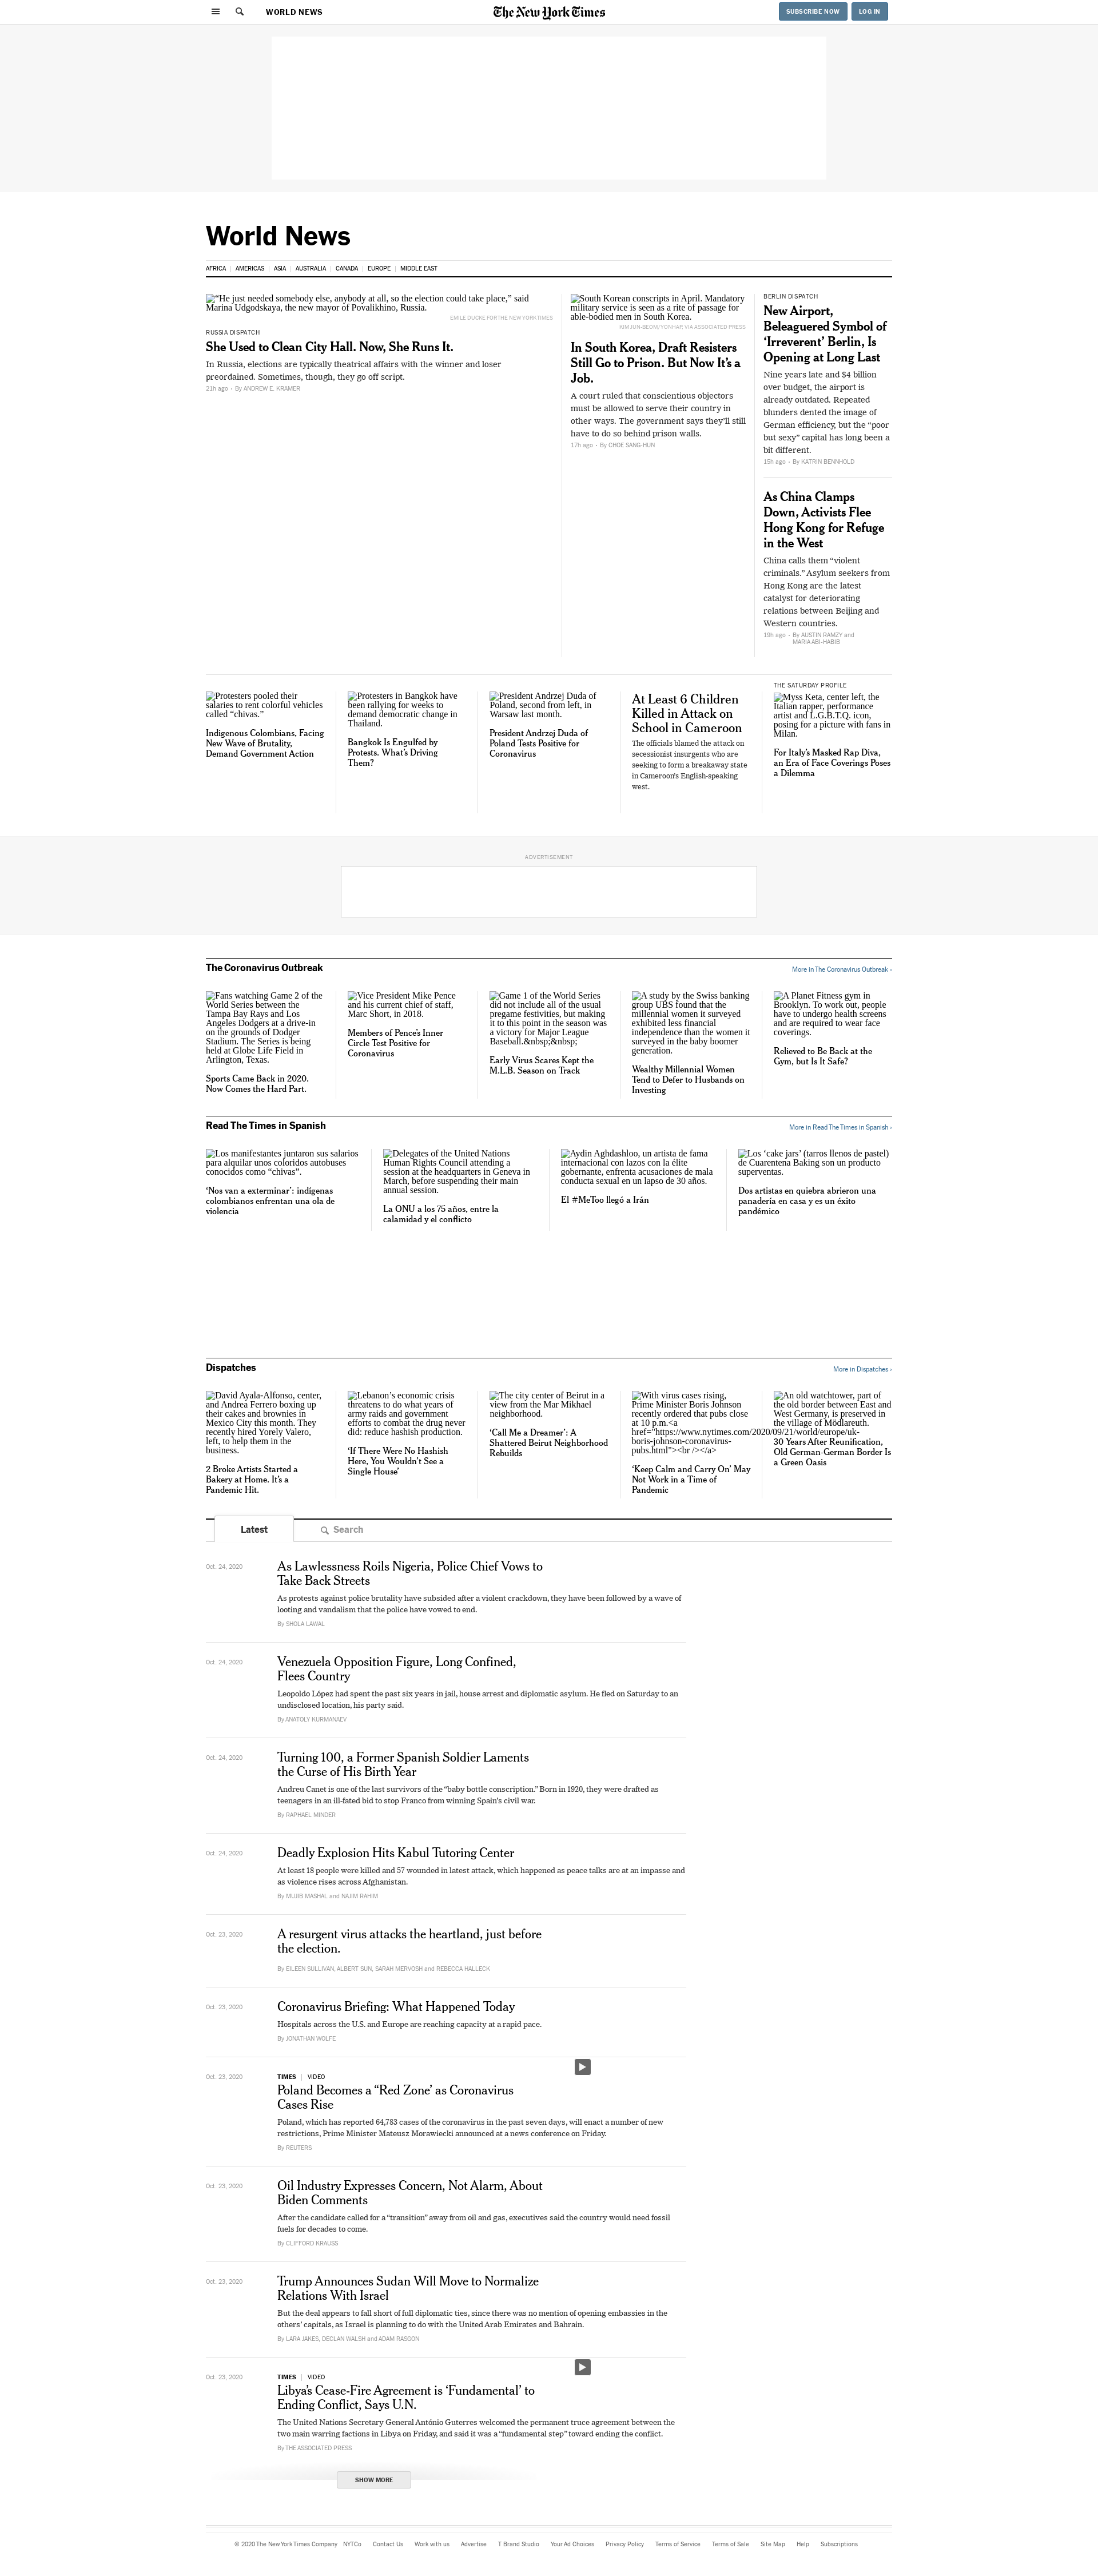 WORLD NEWS
The New York Times
SUBSCRIBE NOW
LOG IN
World News
AFRICA
AMERICAS
ASIA
AUSTRALIA
CANADA
EUROPE
MIDDLE EAST
“He just needed somebody else, anybody at all, so the election could take place,” said
Marina Udgodskaya, the new mayor of Povalikhino, Russia.
EMILE DUCKE FOR THE NEW YORK TIMES
RUSSIA DISPATCH
She Used to Clean City Hall. Now, She Runs It.
In Russia, elections are typically theatrical affairs with the winner and loser
preordained. Sometimes, though, they go off script.
21h ago
By ANDREW E. KRAMER
South Korean conscripts in April. Mandatory
military service is seen as a rite of passage for
able-bodied men in South Korea.
KIM JUN-BEOM/YONHAP, VIA ASSOCIATED PRESS
In South Korea, Draft Resisters
Still Go to Prison. But Now It’s a
Job.
A court ruled that conscientious objectors
must be allowed to serve their country in
other ways. The government says they’ll still
have to do so behind prison walls.
17h ago
By CHOE SANG-HUN
BERLIN DISPATCH
New Airport,
Beleaguered Symbol of
‘Irreverent’ Berlin, Is
Opening at Long Last
Nine years late and $4 billion
over budget, the airport is
already outdated. Repeated
blunders dented the image of
German efficiency, but the “poor
but sexy” capital has long been a
bit different.
15h ago
By KATRIN BENNHOLD
As China Clamps
Down, Activists Flee
Hong Kong for Refuge
in the West
China calls them “violent
criminals.” Asylum seekers from
Hong Kong are the latest
catalyst for deteriorating
relations between Beijing and
Western countries.
19h ago
By AUSTIN RAMZY and
MARIA ABI-HABIB
Protesters pooled their
salaries to rent colorful vehicles
called “chivas.”
Indigenous Colombians, Facing
New Wave of Brutality,
Demand Government Action
Protesters in Bangkok have
been rallying for weeks to
demand democratic change in
Thailand.
Bangkok Is Engulfed by
Protests. What’s Driving
Them?
President Andrzej Duda of
Poland, second from left, in
Warsaw last month.
President Andrzej Duda of
Poland Tests Positive for
Coronavirus
At Least 6 Children
Killed in Attack on
School in Cameroon
The officials blamed the attack on
secessionist insurgents who are
seeking to form a breakaway state
in Cameroon’s English-speaking
west.
THE SATURDAY PROFILE
Myss Keta, center left, the
Italian rapper, performance
artist and L.G.B.T.Q. icon,
posing for a picture with fans in
Milan.
For Italy’s Masked Rap Diva,
an Era of Face Coverings Poses
a Dilemma
ADVERTISEMENT
The Coronavirus Outbreak
More in The Coronavirus Outbreak ›
Fans watching Game 2 of the
World Series between the
Tampa Bay Rays and Los
Angeles Dodgers at a drive-in
on the grounds of Dodger
Stadium. The Series is being
held at Globe Life Field in
Arlington, Texas.
Sports Came Back in 2020.
Now Comes the Hard Part.
Vice President Mike Pence
and his current chief of staff,
Marc Short, in 2018.
Members of Pence’s Inner
Circle Test Positive for
Coronavirus
Game 1 of the World Series
did not include all of the usual
pregame festivities, but making
it to this point in the season was
a victory for Major League
Baseball.&nbsp;&nbsp;
Early Virus Scares Kept the
M.L.B. Season on Track
A study by the Swiss banking
group UBS found that the
millennial women it surveyed
exhibited less financial
independence than the women it
surveyed in the baby boomer
generation.
Wealthy Millennial Women
Tend to Defer to Husbands on
Investing
A Planet Fitness gym in
Brooklyn. To work out, people
have to undergo health screens
and are required to wear face
coverings.
Relieved to Be Back at the
Gym, but Is It Safe?
Read The Times in Spanish
More in Read The Times in Spanish ›
Los manifestantes juntaron sus salarios
para alquilar unos coloridos autobuses
conocidos como “chivas”.
‘Nos van a exterminar’: indígenas
colombianos enfrentan una ola de
violencia
Delegates of the United Nations
Human Rights Council attending a
session at the headquarters in Geneva in
March, before suspending their main
annual session.
La ONU a los 75 años, entre la
calamidad y el conflicto
Aydin Aghdashloo, un artista de fama
internacional con lazos con la élite
gobernante, enfrenta acusaciones de mala
conducta sexual en un lapso de 30 años.
El #MeToo llegó a Irán
Los ‘cake jars’ (tarros llenos de pastel)
de Cuarentena Baking son un producto
superventas.
Dos artistas en quiebra abrieron una
panadería en casa y es un éxito
pandémico
Dispatches
More in Dispatches ›
David Ayala-Alfonso, center,
and Andrea Ferrero boxing up
their cakes and brownies in
Mexico City this month. They
recently hired Yorely Valero,
left, to help them in the
business.
2 Broke Artists Started a
Bakery at Home. It’s a
Pandemic Hit.
Lebanon’s economic crisis
threatens to do what years of
army raids and government
efforts to combat the drug never
did: reduce hashish production.
‘If There Were No Hashish
Here, You Wouldn’t See a
Single House’
The city center of Beirut in a
view from the Mar Mikhael
neighborhood.
‘Call Me a Dreamer’: A
Shattered Beirut Neighborhood
Rebuilds
With virus cases rising,
Prime Minister Boris Johnson
recently ordered that pubs close
at 10 p.m.<a
href="https://www.nytimes.com/2020/09/21/world/europe/uk-
boris-johnson-coronavirus-
pubs.html"><br /></a>
‘Keep Calm and Carry On’ May
Not Work in a Time of
Pandemic
An old watchtower, part of
the old border between East and
West Germany, is preserved in
the village of Mödlareuth.
30 Years After Reunification,
Old German-German Border Is
a Green Oasis
Latest
Search
Oct. 24, 2020
As Lawlessness Roils Nigeria, Police Chief Vows to
Take Back Streets
As protests against police brutality have subsided after a violent crackdown, they have been followed by a wave of
looting and vandalism that the police have vowed to end.
By SHOLA LAWAL
Oct. 24, 2020
Venezuela Opposition Figure, Long Confined,
Flees Country
Leopoldo López had spent the past six years in jail, house arrest and diplomatic asylum. He fled on Saturday to an
undisclosed location, his party said.
By ANATOLY KURMANAEV
Oct. 24, 2020
Turning 100, a Former Spanish Soldier Laments
the Curse of His Birth Year
Andreu Canet is one of the last survivors of the “baby bottle conscription.” Born in 1920, they were drafted as
teenagers in an ill-fated bid to stop Franco from winning Spain’s civil war.
By RAPHAEL MINDER
Oct. 24, 2020
Deadly Explosion Hits Kabul Tutoring Center
At least 18 people were killed and 57 wounded in latest attack, which happened as peace talks are at an impasse and
as violence rises across Afghanistan.
By MUJIB MASHAL and NAJIM RAHIM
Oct. 23, 2020
A resurgent virus attacks the heartland, just before
the election.
By EILEEN SULLIVAN, ALBERT SUN, SARAH MERVOSH and REBECCA HALLECK
Oct. 23, 2020
Coronavirus Briefing: What Happened Today
Hospitals across the U.S. and Europe are reaching capacity at a rapid pace.
By JONATHAN WOLFE
Oct. 23, 2020
TIMES
VIDEO
Poland Becomes a “Red Zone’ as Coronavirus
Cases Rise
Poland, which has reported 64,783 cases of the coronavirus in the past seven days, will enact a number of new
restrictions, Prime Minister Mateusz Morawiecki announced at a news conference on Friday.
By REUTERS
Oct. 23, 2020
Oil Industry Expresses Concern, Not Alarm, About
Biden Comments
After the candidate called for a “transition” away from oil and gas, executives said the country would need fossil
fuels for decades to come.
By CLIFFORD KRAUSS
Oct. 23, 2020
Trump Announces Sudan Will Move to Normalize
Relations With Israel
But the deal appears to fall short of full diplomatic ties, since there was no mention of opening embassies in the
others’ capitals, as Israel is planning to do with the United Arab Emirates and Bahrain.
By LARA JAKES, DECLAN WALSH and ADAM RASGON
Oct. 23, 2020
TIMES
VIDEO
Libya’s Cease-Fire Agreement is ‘Fundamental’ to
Ending Conflict, Says U.N.
The United Nations Secretary General António Guterres welcomed the permanent truce agreement between the
two main warring factions in Libya on Friday, and said it was a “fundamental step” toward ending the conflict.
By THE ASSOCIATED PRESS
SHOW MORE
© 2020 The New York Times Company
NYTCo
Contact Us
Work with us
Advertise
T Brand Studio
Your Ad Choices
Privacy Policy
Terms of Service
Terms of Sale
Site Map
Help
Subscriptions